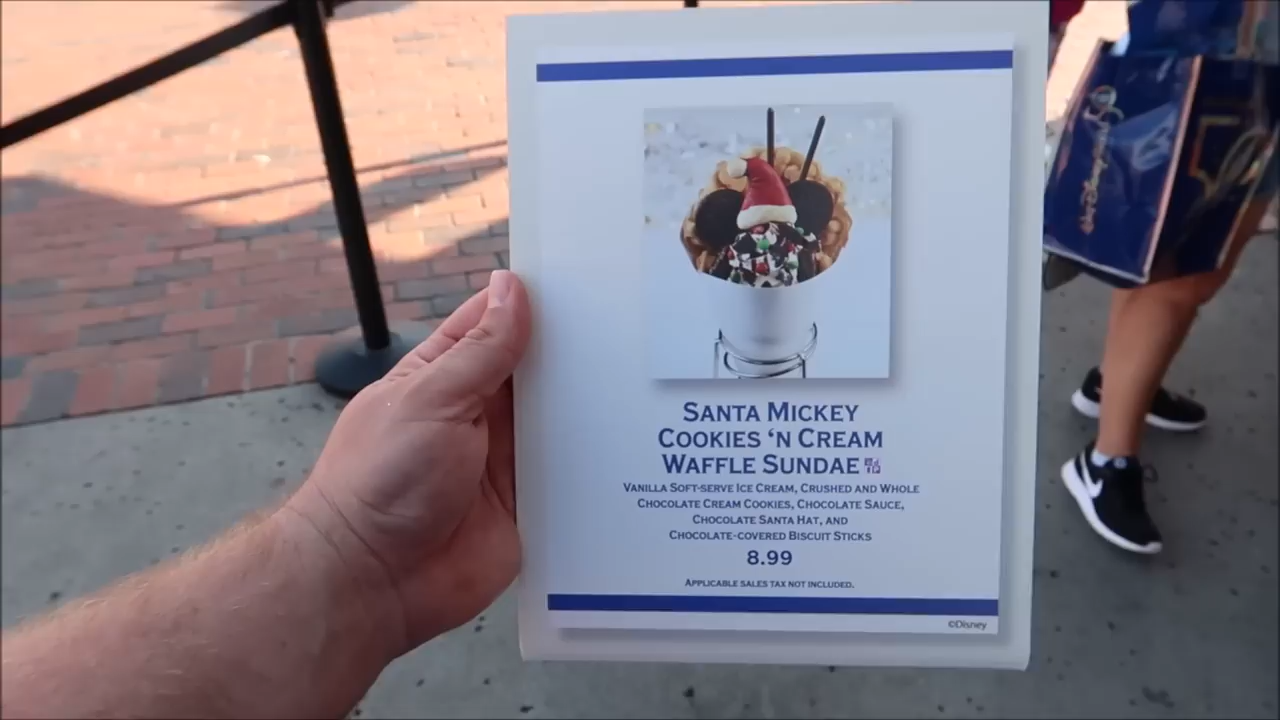 SANTA MICKEY
COOKIES ‘N CREAM
WAFFLE SUNDAE
VANILLA SOFT-SERVE ICE CREAM, CRUSHED AND WHOLE
CHOCOLATE CREAM COOKIES, CHOCOLATE SAUCE,
CHOCOLATE SANTA HAT, AND
CHOCOLATE-COVERED BISCUIT STICKS
8.99
APPLICABLE SALES TAX NOT INCLUDED.
©Disney